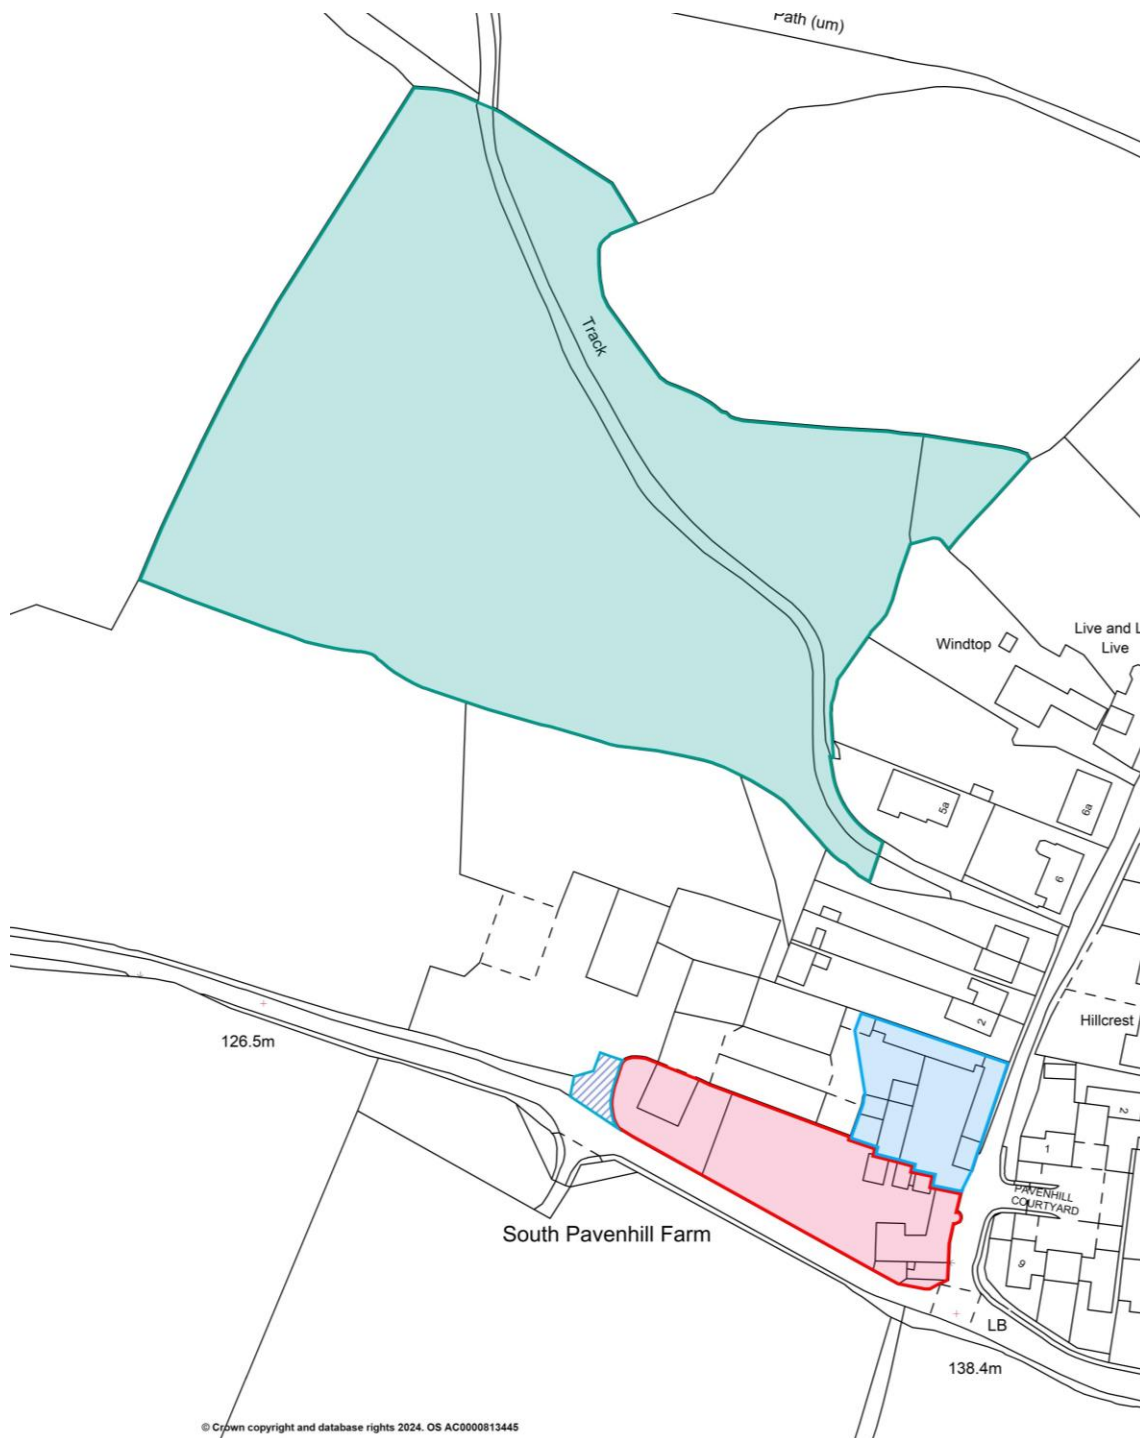 Path (um)
Track
Windtop
Live and L
Live
5a
6a
6
2
Hillcrest
126.5m
2
1
PAVENHILL
COURTYARD
South Pavenhill Farm
9
LB
138.4m
© Crown copyright and database rights 2024. OS AC0000813445